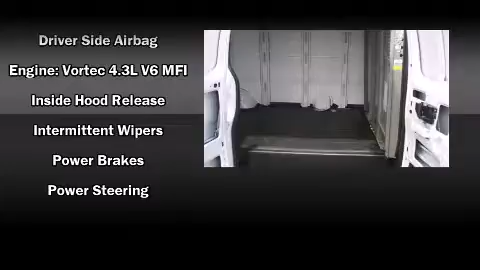 Driver Side Airbag
Engine: Vortec 4.3L V6 MFI
Inside Hood Release
Intermittent Wipers
Power Brakes
Power Steering